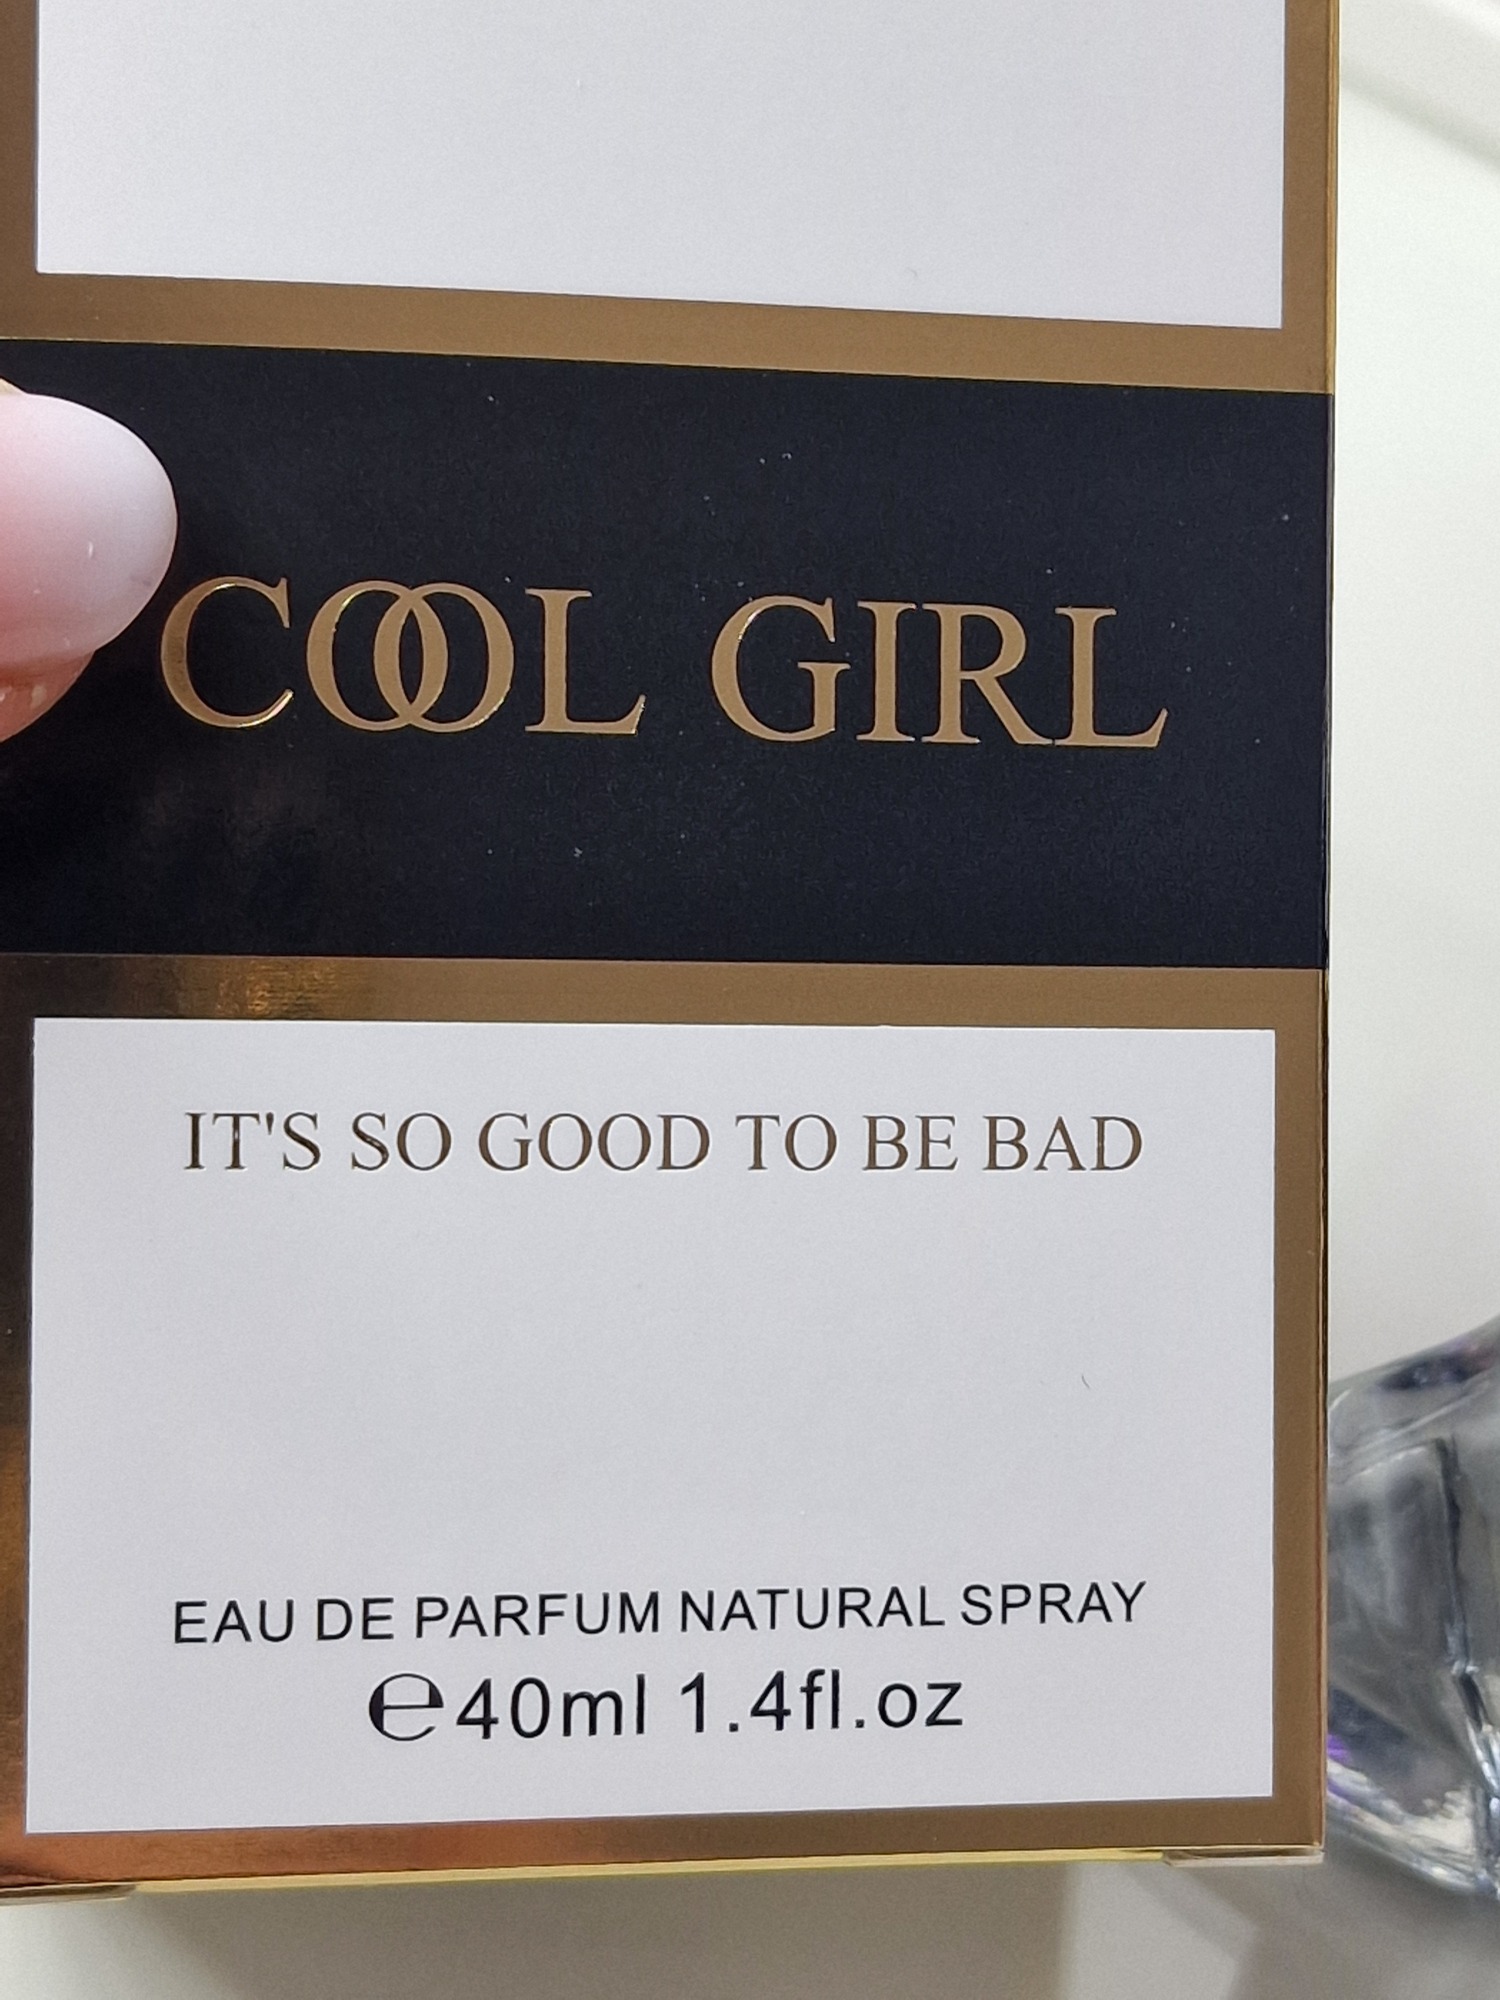 COOL GIRL
IT'S SO GOOD TO BE BAD
EAU DE PARFUM NATURAL SPRAY
℮40ml 1.4fl.oz